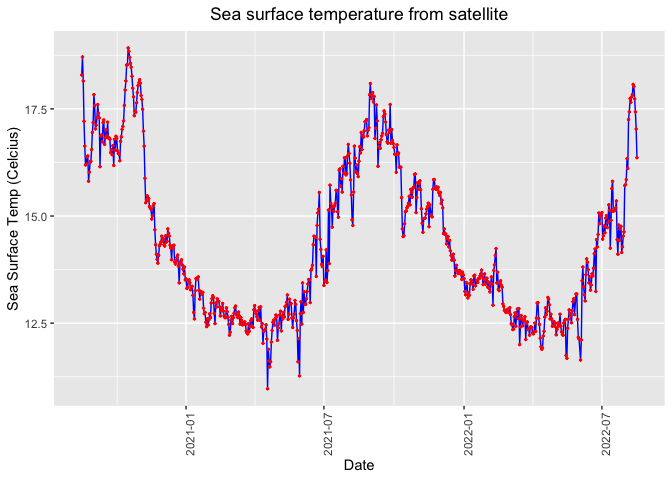 Sea surface temperature from satellite
Sea Surface Temp (Celcius)
17.5
15.0
12.5
2021-01
2021-07
2022-01
2022-07
Date